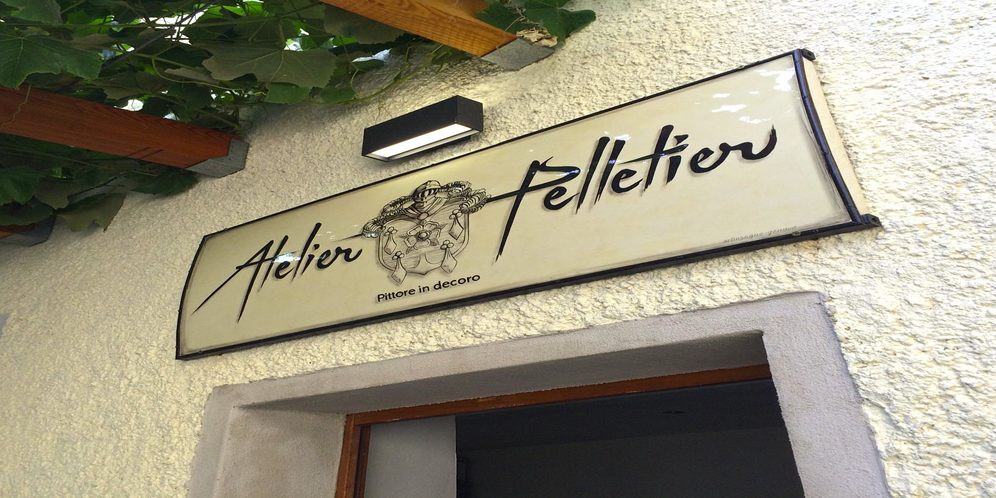 Atelier Pelletier
Pittore in decoro